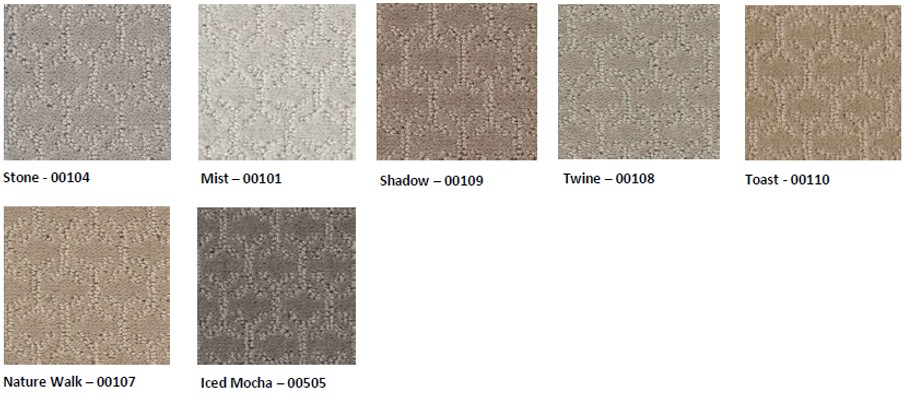 Stone - 00104
Mist – 00101
Shadow – 00109
Twine – 00108
Toast - 00110
Nature Walk – 00107
Iced Mocha – 00505